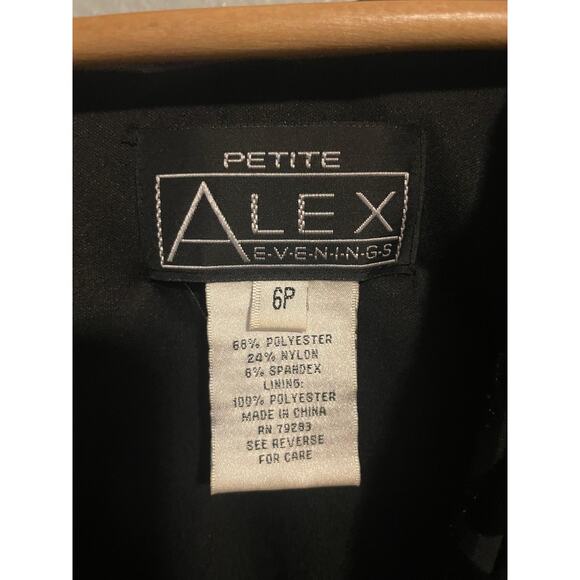 PETITE
ALEX
E-V-E-N-I-N-G-S
6P
68% POLYESTER
24% NYLON
6% SPANDEX
LINING:
100% POLYESTER
MADE IN CHINA
RN 79283
SEE REVERSE
FOR CARE